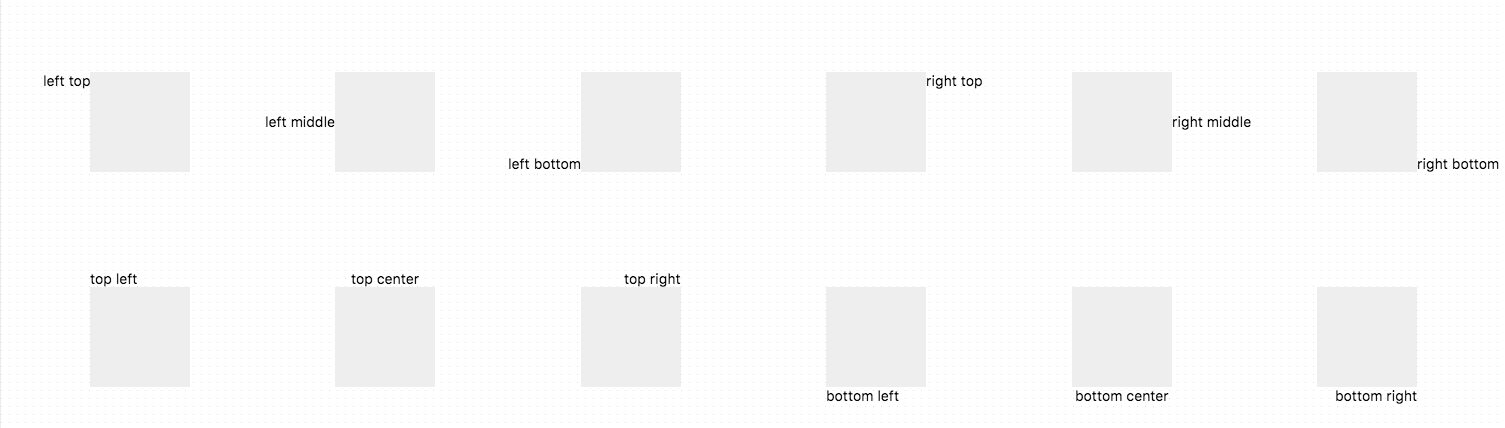 left top
left middle
left bottom
right top
right middle
right bottom
top left
top center
top right
bottom left
bottom center
bottom right